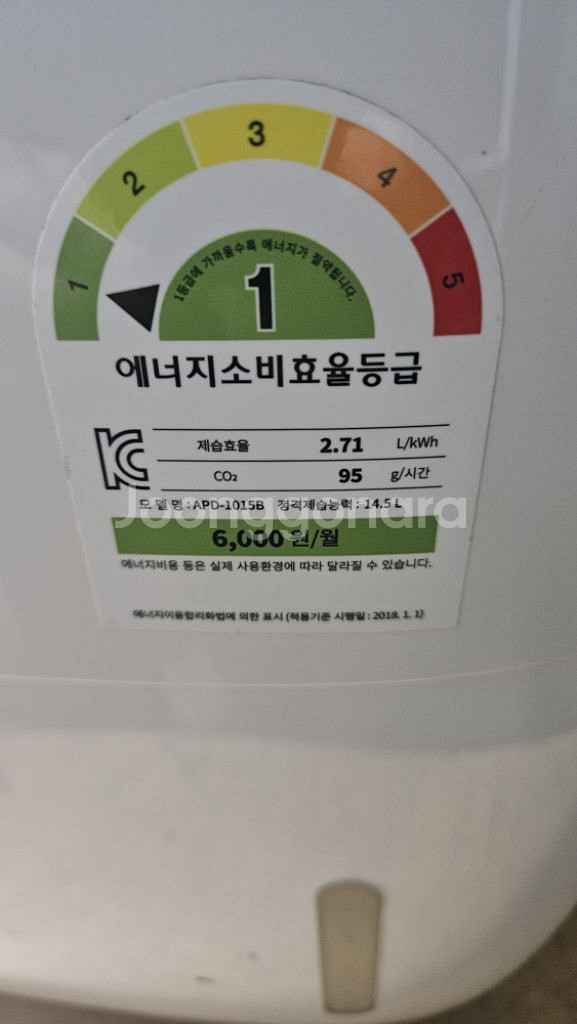 1
2
3
4
5
1등급에 가까울수록 에너지가 절약됩니다.
1
에너지소비효율등급
제습효율 2.71 L/kWh
CO₂ 95 g/시간
모델명 : APD-1015B 정격제습능력 : 14.5 L
Joonggonara
6,000 원/월
에너지비용 등은 실제 사용환경에 따라 달라질 수 있습니다.
에너지이용합리화법에 의한 표시 (적용기준 시행일 : 2018. 1. 1)